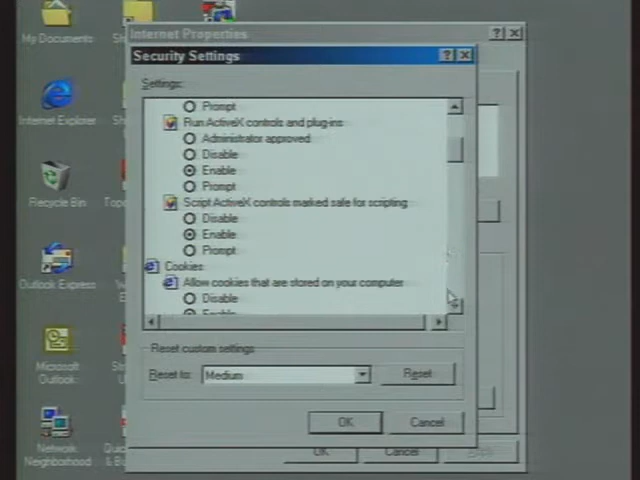 My Documents
Internet Explorer
Recycle Bin
Outlook Express
Microsoft
Outlook
Network
Neighborhood
Internet Properties
Security Settings
Settings:
Prompt
Run ActiveX controls and plug-ins
Administrator approved
Disable
Enable
Prompt
Script ActiveX controls marked safe for scripting
Disable
Enable
Prompt
Cookies
Allow cookies that are stored on your computer
Disable
Enable
Reset custom settings
Reset to:
Medium
Reset
OK
Cancel
OK
Cancel